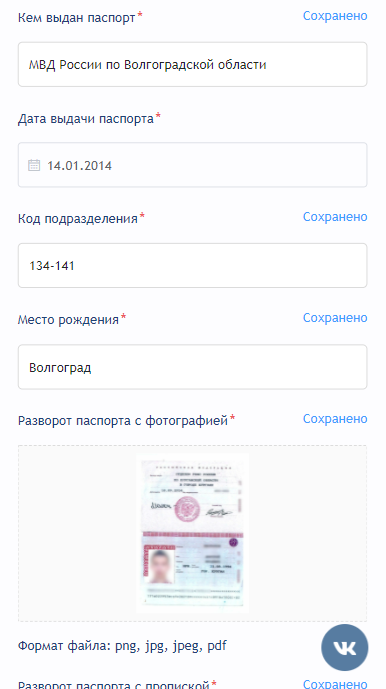 Кем выдан паспорт* Сохранено
МВД России по Волгоградской области
Дата выдачи паспорта*
14.01.2014
Код подразделения* Сохранено
134-141
Место рождения* Сохранено
Волгоград
Разворот паспорта с фотографией* Сохранено
Формат файла: png, jpg, jpeg, pdf
Разворот паспорта с пропиской* Сохранено